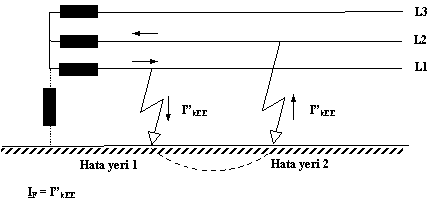 L3
L2
L1
I"kEE
I"kEE
Hata yeri 1
Hata yeri 2
IF = I"kEE